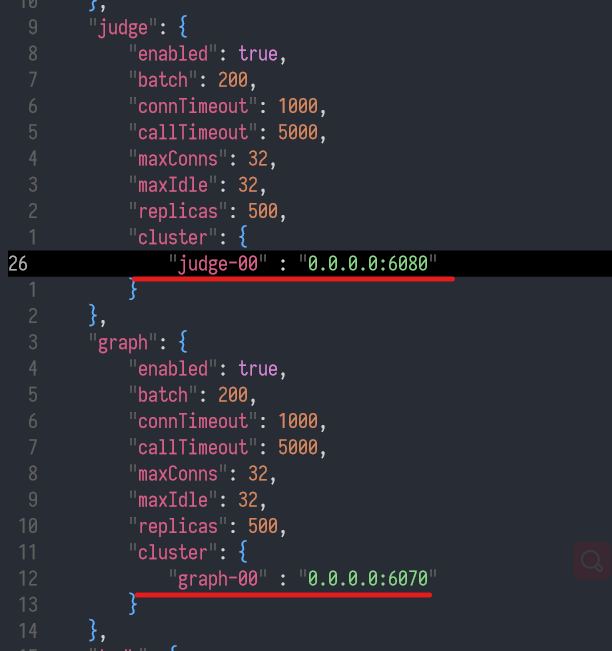 10 },
9 "judge": {
8 "enabled": true,
7 "batch": 200,
6 "connTimeout": 1000,
5 "callTimeout": 5000,
4 "maxConns": 32,
3 "maxIdle": 32,
2 "replicas": 500,
1 "cluster": {
26 "judge-00" : "0.0.0.0:6080"
1 }
2 },
3 "graph": {
4 "enabled": true,
5 "batch": 200,
6 "connTimeout": 1000,
7 "callTimeout": 5000,
8 "maxConns": 32,
9 "maxIdle": 32,
10 "replicas": 500,
11 "cluster": {
12 "graph-00" : "0.0.0.0:6070"
13 }
14 },